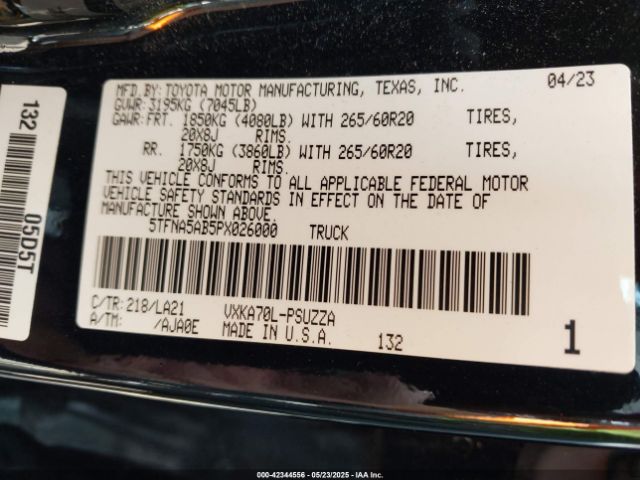 MFD.BY: TOYOTA MOTOR MANUFACTURING, TEXAS, INC. 04/23
GVWR: 3195KG (7045LB)
GAWR: FRT. 1850KG (4080LB) WITH 265/60R20 TIRES,
20X8J RIMS.
RR. 1750KG (3860LB) WITH 265/60R20 TIRES,
20X8J RIMS.
THIS VEHICLE CONFORMS TO ALL APPLICABLE FEDERAL MOTOR
VEHICLE SAFETY STANDARDS IN EFFECT ON THE DATE OF
MANUFACTURE SHOWN ABOVE.
5TFNA5AB5PX026000 TRUCK
C/TR: 218/LA21 VXKA70L-PSUZZA
A/TM: /AJA0E MADE IN U.S.A. 132 1
132 05D5T
000-42344556 - 05/23/2025 - IAA Inc.